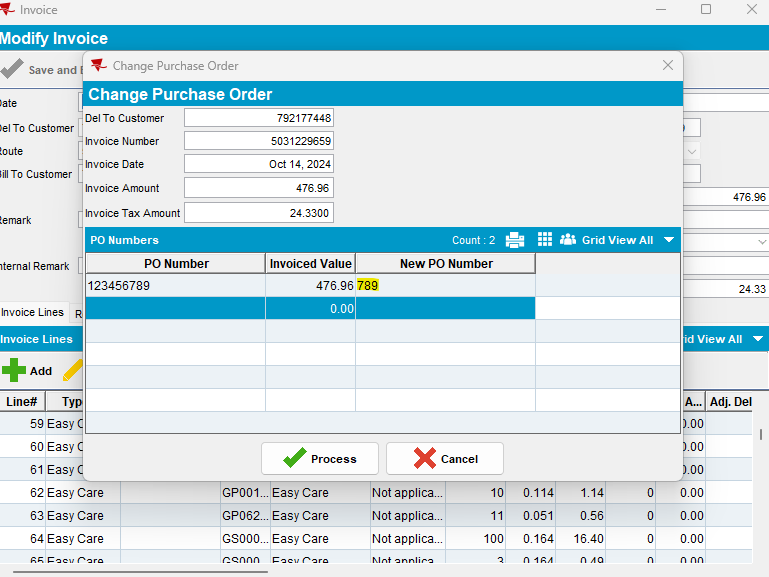 Invoice
Modify Invoice
Save and
Change Purchase Order
Change Purchase Order
Date
Del To Customer
Route
Bill To Customer
Remark
Internal Remark
Del To Customer 792177448
Invoice Number 5031229659
Invoice Date Oct 14, 2024
Invoice Amount 476.96
Invoice Tax Amount 24.3300
476.96
24.33
PO Numbers Count : 2 Grid View All
PO Number Invoiced Value New PO Number
123456789 476.96 789
0.00
Process Cancel
Invoice Lines
Invoice Lines Grid View All
Add
Line# A... Adj. Del
59 Easy C 0.00
60 Easy C 0.00
61 Easy C 0.00
62 Easy Care GP001... Easy Care Not applica... 10 0.114 1.14 0 0.00
63 Easy Care GP062... Easy Care Not applica... 11 0.051 0.56 0 0.00
64 Easy Care GS000... Easy Care Not applica... 100 0.164 16.40 0 0.00
65 Easy Care GS000... Easy Care Not applica... 3 0.164 0.49 0 0.00